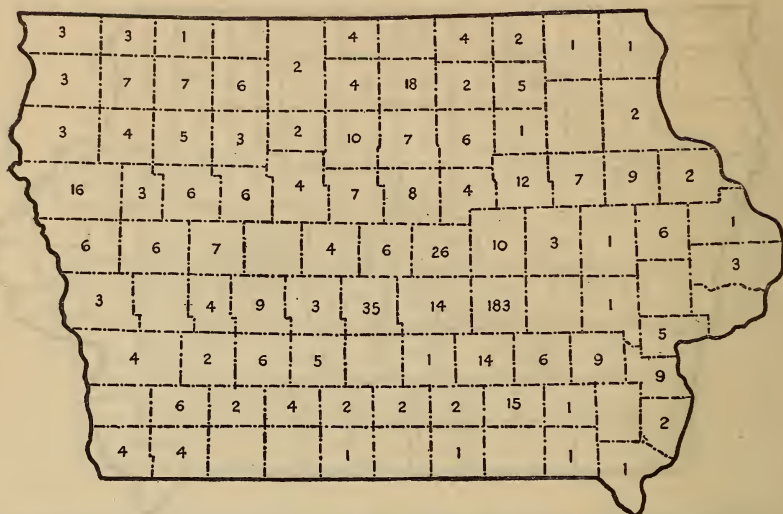 3 3 1 4 4 2 1 1
2
3 7 7 6 4 18 2 5
2
3 4 5 3 2 10 7 6 1
16 3 6 6 4 7 8 4 12 7 9 2
1
6 6 7 4 6 26 10 3 1 6
3
3 4 9 3 35 14 183 1
5
4 2 6 5 1 14 6 9
9
6 2 4 2 2 2 15 1
2
4 4 1 1 1 1